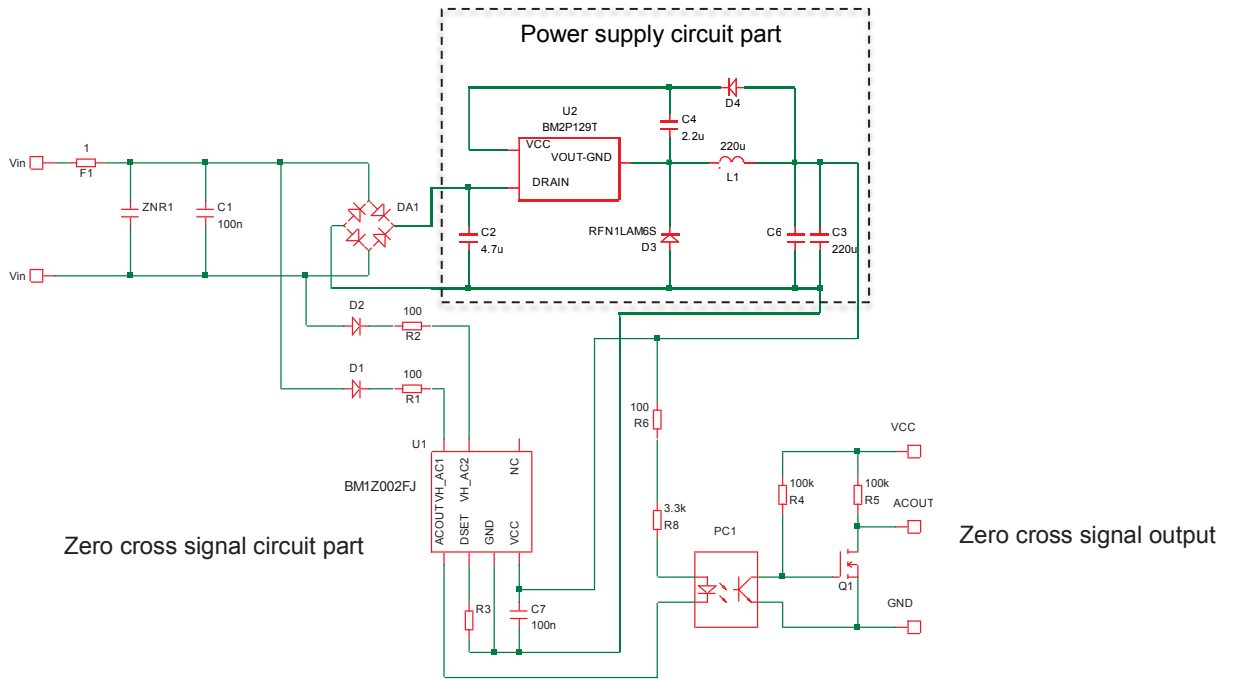 Power supply circuit part
D4
U2
BM2P129T
C4
2.2u
VCC
VOUT-GND
DRAIN
220u
L1
1
Vin
F1
ZNR1
C1
100n
DA1
C2
4.7u
RFN1LAM6S
D3
C6
C3
220u
Vin
D2
100
R2
D1
100
R1
100
R6
U1
VH_AC1
VH_AC2
NC
BM1Z002FJ
ACOUT
DSET
GND
VCC
VCC
100k
R4
100k
R5
ACOUT
3.3k
R8
PC1
Zero cross signal circuit part
Zero cross signal output
Q1
GND
R3
C7
100n